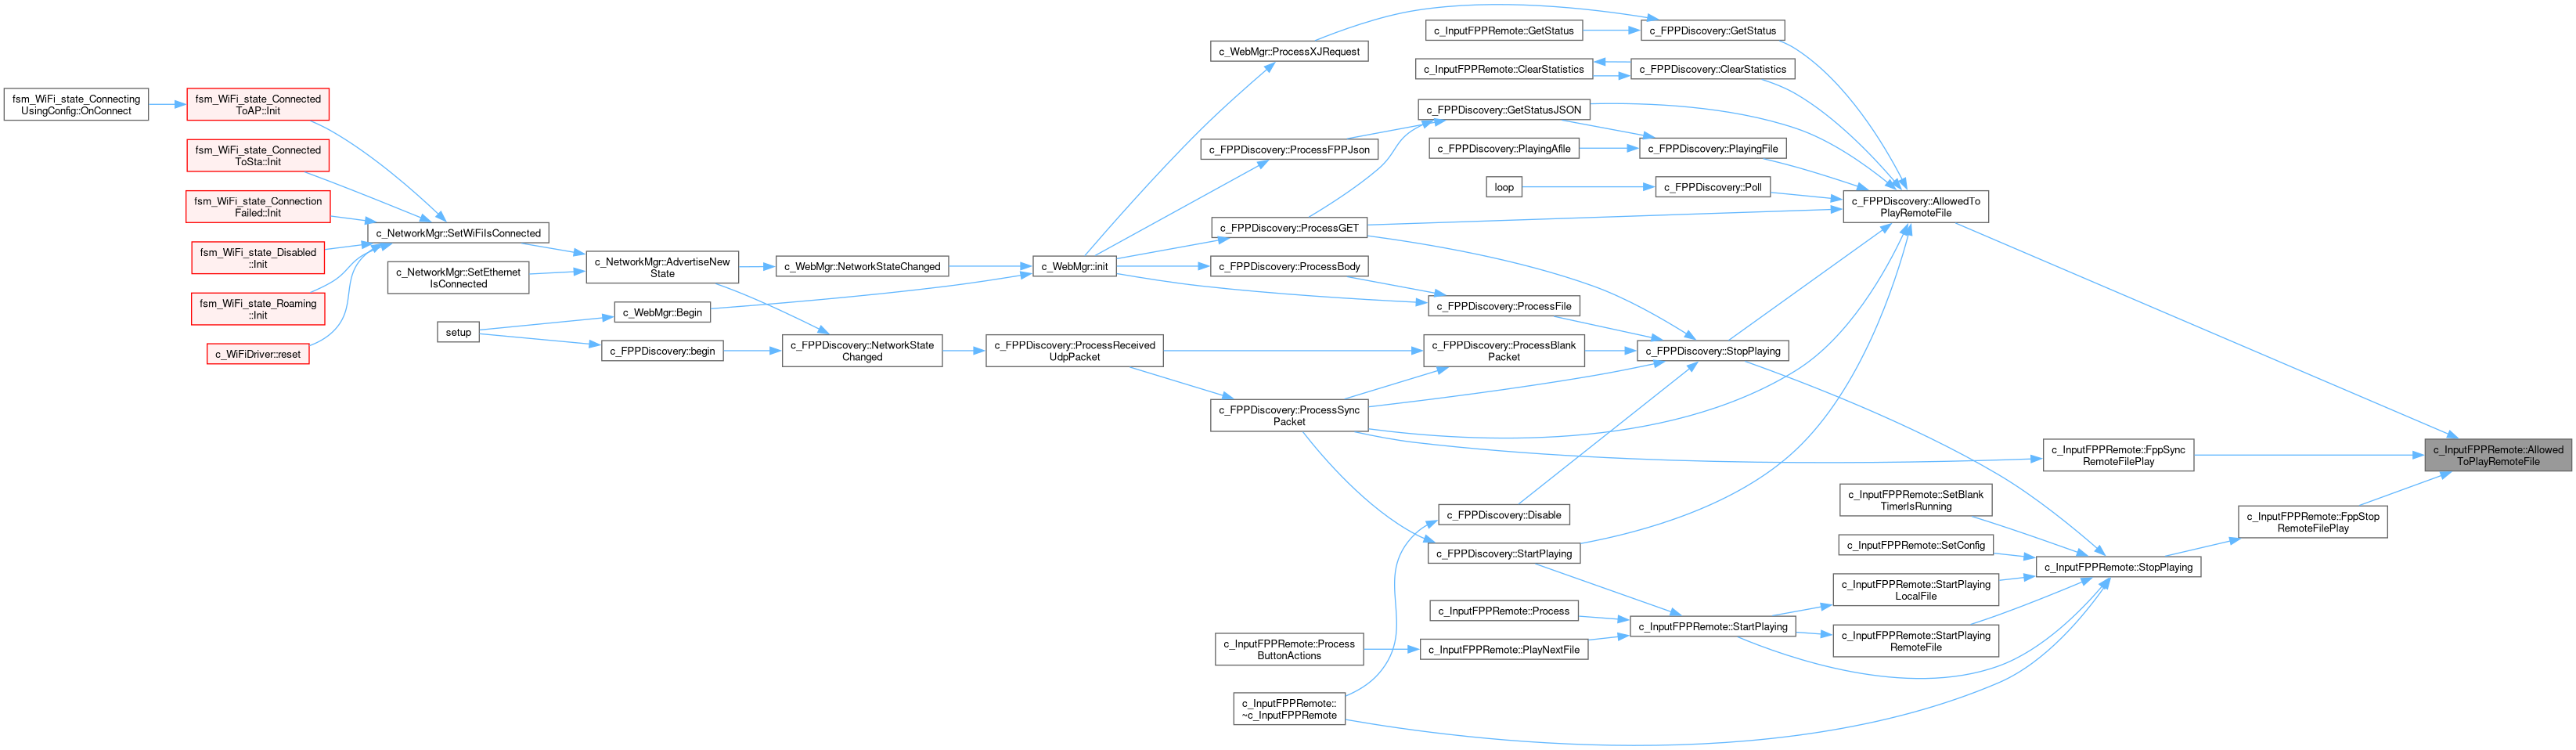 fsm_WiFi_state_Connecting
UsingConfig::OnConnect
fsm_WiFi_state_Connected
ToAP::Init
fsm_WiFi_state_Connected
ToSta::Init
fsm_WiFi_state_Connection
Failed::Init
fsm_WiFi_state_Disabled
::Init
fsm_WiFi_state_Roaming
::Init
c_WiFiDriver::reset
c_NetworkMgr::SetWiFiIsConnected
c_NetworkMgr::SetEthernet
IsConnected
setup
c_NetworkMgr::AdvertiseNew
State
c_WebMgr::Begin
c_FPPDiscovery::begin
c_WebMgr::NetworkStateChanged
c_FPPDiscovery::NetworkState
Changed
c_WebMgr::init
c_FPPDiscovery::ProcessReceived
UdpPacket
c_WebMgr::ProcessXJRequest
c_FPPDiscovery::ProcessFPPJson
c_FPPDiscovery::ProcessGET
c_FPPDiscovery::ProcessBody
c_FPPDiscovery::ProcessSync
Packet
c_InputFPPRemote::Process
ButtonActions
c_InputFPPRemote::
~c_InputFPPRemote
c_InputFPPRemote::GetStatus
c_InputFPPRemote::ClearStatistics
c_FPPDiscovery::GetStatusJSON
c_FPPDiscovery::PlayingAfile
loop
c_FPPDiscovery::ProcessFile
c_FPPDiscovery::ProcessBlank
Packet
c_FPPDiscovery::Disable
c_FPPDiscovery::StartPlaying
c_InputFPPRemote::Process
c_InputFPPRemote::PlayNextFile
c_FPPDiscovery::GetStatus
c_FPPDiscovery::ClearStatistics
c_FPPDiscovery::PlayingFile
c_FPPDiscovery::Poll
c_FPPDiscovery::StopPlaying
c_InputFPPRemote::StartPlaying
c_FPPDiscovery::AllowedTo
PlayRemoteFile
c_InputFPPRemote::SetBlank
TimerIsRunning
c_InputFPPRemote::SetConfig
c_InputFPPRemote::StartPlaying
LocalFile
c_InputFPPRemote::StartPlaying
RemoteFile
c_InputFPPRemote::FppSync
RemoteFilePlay
c_InputFPPRemote::StopPlaying
c_InputFPPRemote::FppStop
RemoteFilePlay
c_InputFPPRemote::Allowed
ToPlayRemoteFile